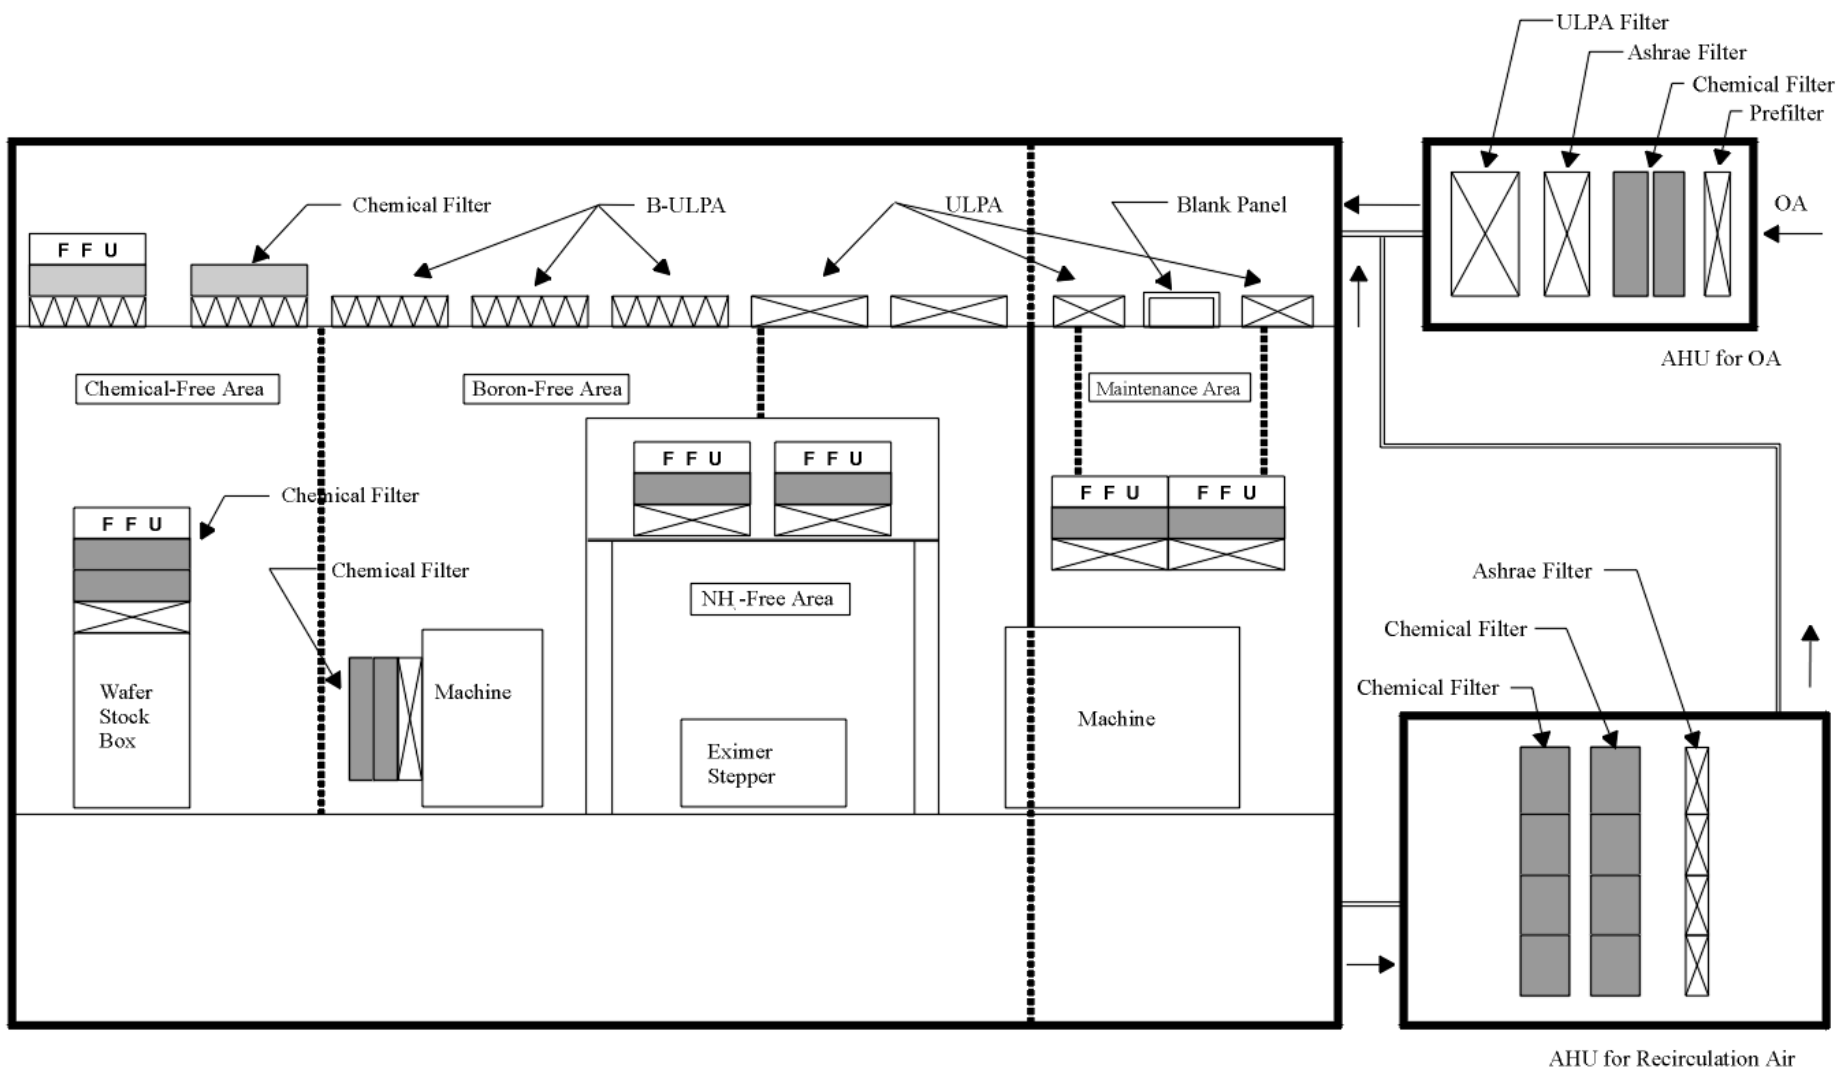 ULPA Filter
Ashrae Filter
Chemical Filter
Prefilter
Chemical Filter
B-ULPA
ULPA
Blank Panel
OA
F F U
AHU for OA
Chemical-Free Area
Boron-Free Area
Maintenance Area
F F U
F F U
F F U
F F U
Chemical Filter
F F U
Chemical Filter
Ashrae Filter
NH -Free Area
Chemical Filter
Chemical Filter
Wafer
Stock
Box
Machine
Machine
Eximer
Stepper
AHU for Recirculation Air